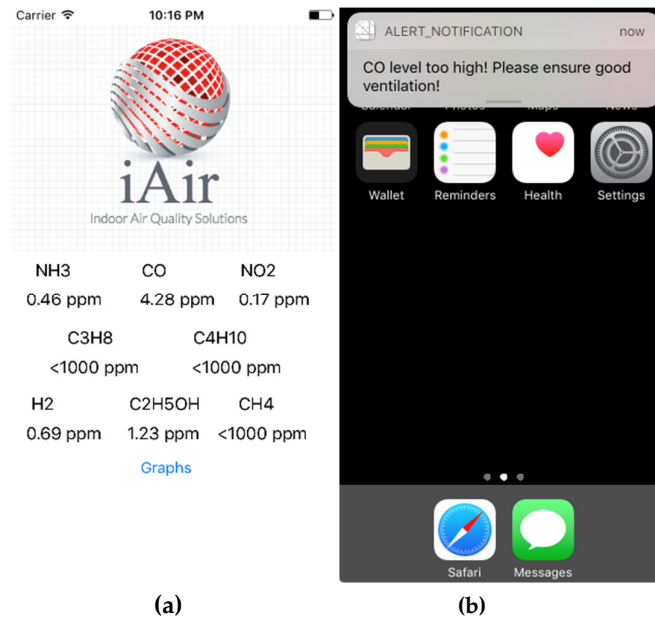 Carrier 10:16 PM
iAir
Indoor Air Quality Solutions
NH3 CO NO2
0.46 ppm 4.28 ppm 0.17 ppm
C3H8 C4H10
<1000 ppm <1000 ppm
H2 C2H5OH CH4
0.69 ppm 1.23 ppm <1000 ppm
Graphs
(a)
ALERT_NOTIFICATION now
CO level too high! Please ensure good
ventilation!
Wallet Reminders Health Settings
Safari Messages
(b)